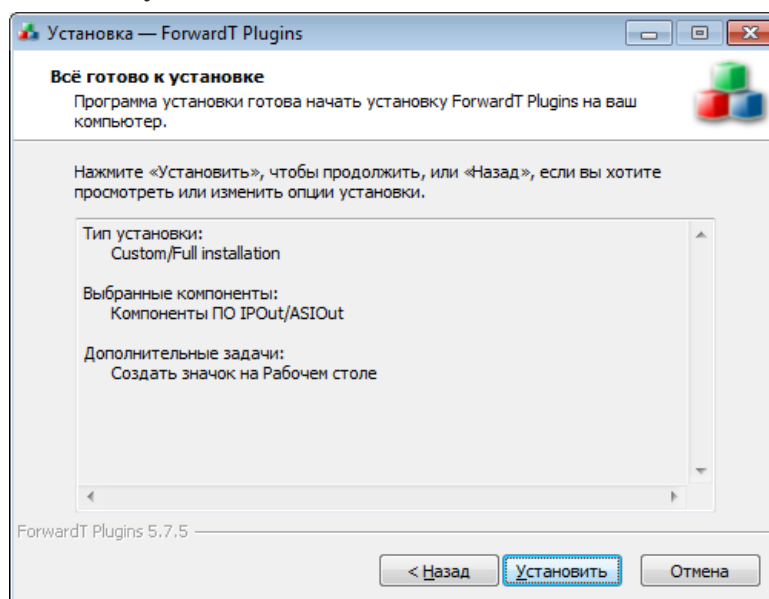 Установка — ForwardT Plugins
Всё готово к установке
Программа установки готова начать установку ForwardT Plugins на ваш
компьютер.
Нажмите «Установить», чтобы продолжить, или «Назад», если вы хотите
просмотреть или изменить опции установки.
Тип установки:
Custom/Full installation
Выбранные компоненты:
Компоненты ПО IPOut/ASIOut
Дополнительные задачи:
Создать значок на Рабочем столе
ForwardT Plugins 5.7.5
< Назад
Установить
Отмена